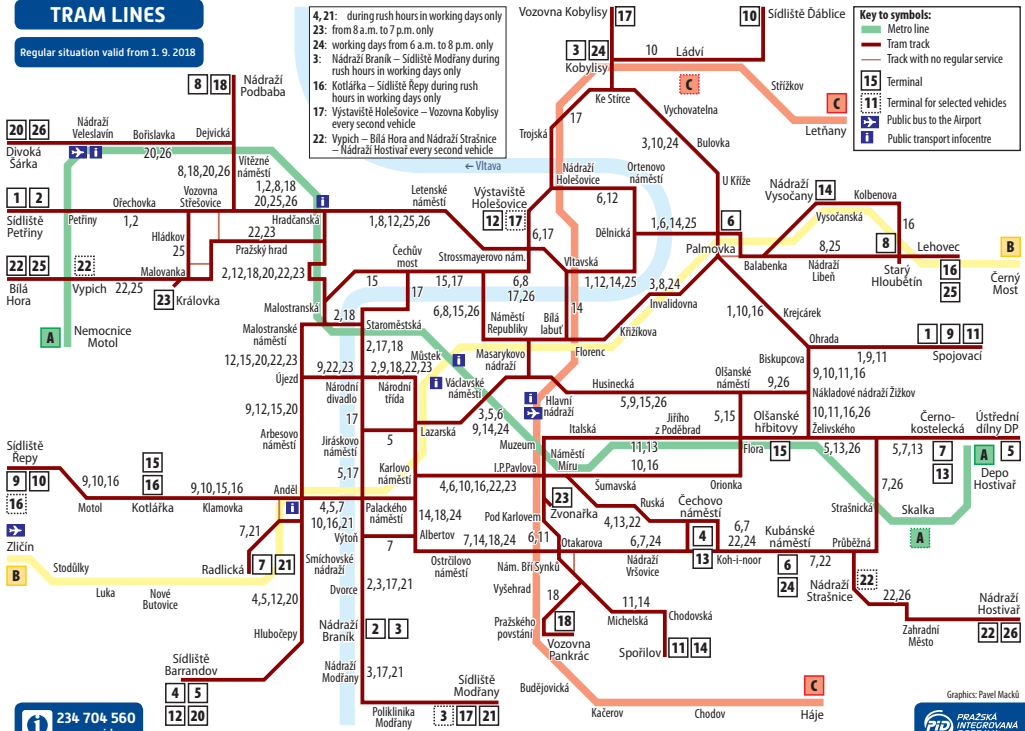 TRAM LINES
Regular situation valid from 1. 9. 2018
4, 21: during rush hours in working days only
23: from 8 a.m. to 7 p.m. only
24: working days from 6 a.m. to 8 p.m. only
3: Nádraží Braník – Sídliště Modřany during
rush hours in working days only
16: Kotlářka – Sídliště Řepy during rush
hours in working days only
17: Výstaviště Holešovice – Vozovna Kobylisy
every second vehicle
22: Vypich – Bílá Hora and Nádraží Strašnice
– Nádraží Hostivař every second vehicle
Vozovna Kobylisy
17
10
Sídliště Ďáblice
3 24
Kobylisy
10
Ládví
C
Střížkov
C
Letňany
Key to symbols:
Metro line
Tram track
Track with no regular service
15 Terminal
11 Terminal for selected vehicles
Public bus to the Airport
Public transport infocentre
8 18
Nádraží
Podbaba
20 26
Divoká
Šárka
Nádraží
Veleslavín
Bořislavka
20,26
Dejvická
8,18,20,26
Vítězné
náměstí
1,2,8,18
20,25,26
Hradčanská
Ke Stírce
Vychovatelna
Trojská
17
3,10,24
Bulovka
← Vltava
Nádraží
Holešovice
Ortenovo
náměstí
U Kříže
1 2
Sídliště
Petřiny
Petřiny
Ořechovka
1,2
Vozovna
Střešovice
Hládkov
25
22,23
Pražský hrad
Letenské
náměstí
1,8,12,25,26
Výstaviště
Holešovice
12 17
6,12
Dělnická
1,6,14,25
6
Palmovka
Nádraží
Vysočany
14
Kolbenova
Vysočanská
16
8
Lehovec
16
25
B
Černý
Most
Balabenka
8,25
Nádraží
Libeň
Starý
Hloubětín
22 25
Bílá
Hora
22
Vypich
22,25
Malovanka
23
Královka
2,12,18,20,22,23
Čechův
most
Strossmayerovo nám.
6,17
Vltavská
1,12,14,25
15
17
15,17
6,8
17,26
3,8,24
Invalidovna
Malostranská
2,18
Staroměstská
6,8,15,26
Náměstí
Republiky
Bílá
labuť
14
Křižíkova
1,10,16
Krejcárek
A
Nemocnice
Motol
Malostranské
náměstí
12,15,20,22,23
2,17,18
Můstek
Masarykovo
nádraží
Florenc
Ohrada
1 9 11
Spojovací
1,9,11
Biskupcova
Újezd
9,22,23
2,9,18,22,23
Národní
divadlo
Národní
třída
Václavské
náměstí
Hlavní
nádraží
Husinecká
Olšanské
náměstí
9,26
9,10,11,16
Nákladové nádraží Žižkov
5,9,15,26
9,12,15,20
17
Lazarská
3,5,6
9,14,24
Italská
Jiřího
z Poděbrad
5,15
Olšanské
hřbitovy
10,11,16,26
Želivského
Černo-
kostelecká
Ústřední
dílny DP
Arbesovo
náměstí
Jiráskovo
náměstí
5
Karlovo
náměstí
Muzeum
Náměstí
Míru
11,13
10,16
Flora
15
5,13,26
5,7,13
7
13
A
5
Depo
Hostivař
Sídliště
Řepy
9 10
16
9,10,16
Motol
15
16
Kotlářka
9,10,15,16
Klamovka
Anděl
5,17
I.P.Pavlova
4,6,10,16,22,23
Šumavská
Orionka
7,26
Strašnická
Skalka
A
4,5,7
10,16,21
Palackého
náměstí
14,18,24
23
Zvonařka
Ruská
4,13,22
Čechovo
náměstí
4
13
6,7
22,24
Kubánské
náměstí
6
24
Průběžná
Zličín
B
Stodůlky
Luka
Nové
Butovice
7,21
Radlická
7 21
Výtoň
7
Albertov
7,14,18,24
Ostrčilovo
náměstí
Pod Karlovem
6,11
Otakarova
6,7,24
Nádraží
Vršovice
Koh-i-noor
7,22
Nádraží
Strašnice
22
22,26
Zahradní
Město
Nádraží
Hostivař
22 26
Smíchovské
nádraží
4,5,12,20
Hlubočepy
Dvorce
2,3,17,21
Nádraží
Braník
2 3
Nám. Bří Synků
Vyšehrad
18
Pražského
povstání
18
Vozovna
Pankrác
11,14
Michelská
Chodovská
Spořilov
11 14
Sídliště
Barrandov
4 5
12 20
Nádraží
Modřany
3,17,21
Poliklinika
Modřany
Sídliště
Modřany
3 17 21
Budějovická
Kačerov
Chodov
C
Háje
234 704 560
Graphics: Pavel Macků
PID
PRAŽSKÁ
INTEGROVANÁ